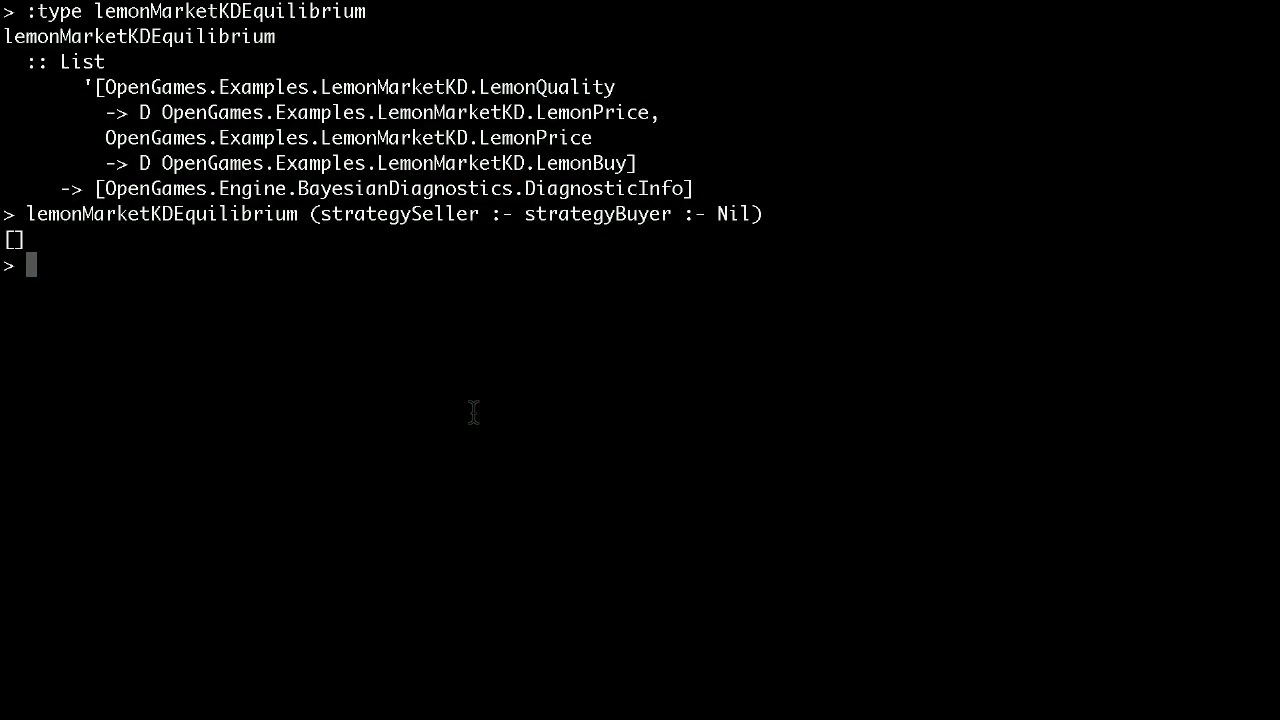 > :type lemonMarketKDEquilibrium
lemonMarketKDEquilibrium
  :: List
       '[OpenGames.Examples.LemonMarketKD.LemonQuality
         -> D OpenGames.Examples.LemonMarketKD.LemonPrice,
         OpenGames.Examples.LemonMarketKD.LemonPrice
         -> D OpenGames.Examples.LemonMarketKD.LemonBuy]
     -> [OpenGames.Engine.BayesianDiagnostics.DiagnosticInfo]
> lemonMarketKDEquilibrium (strategySeller :- strategyBuyer :- Nil)
[]
>